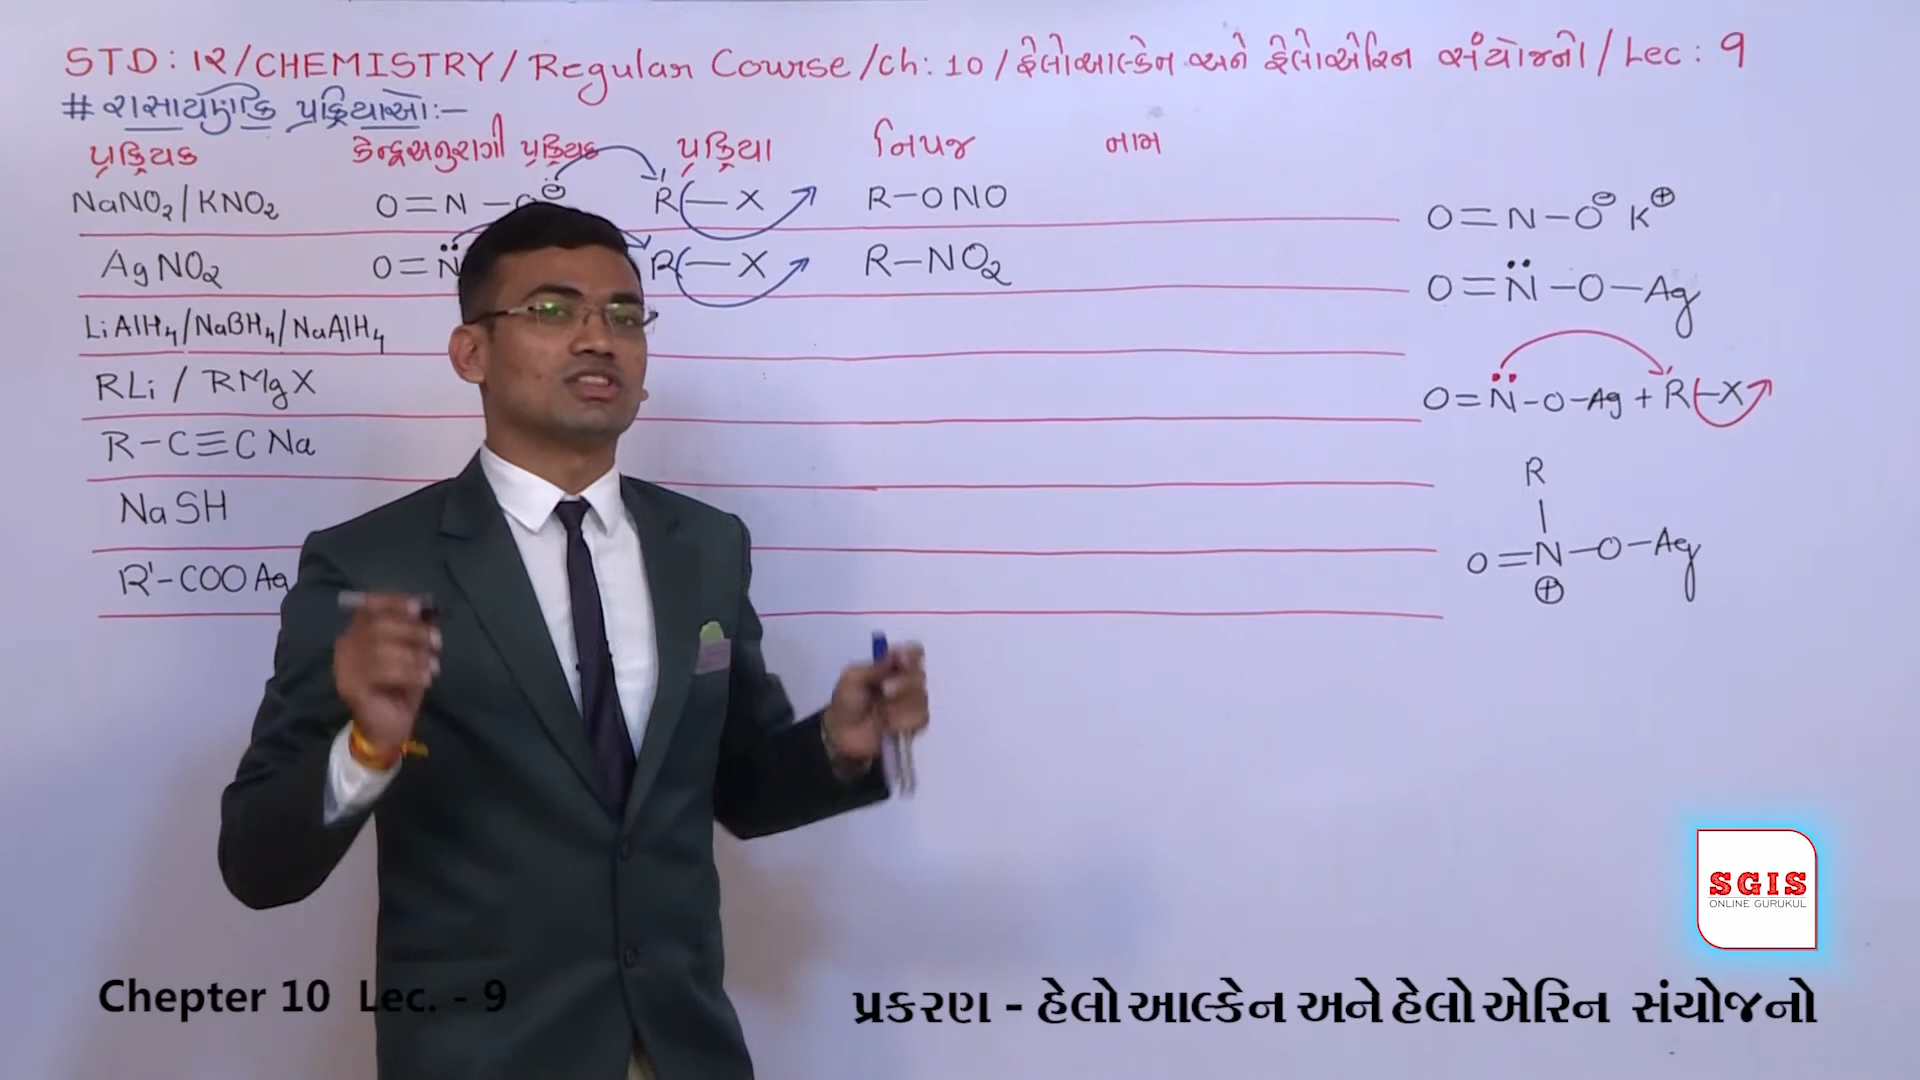 STD: 12/CHEMISTRY/Regular Course/ch: 10/હેલોઆલ્કેન અને હેલોએરિન સંયોજનો/Lec: 9
# રાસાયણિક પ્રક્રિયાઓ:-
પ્રક્રિયક કેન્દ્રઅનુરાગી પ્રક્રિયક પ્રક્રિયા નિપજ નામ
NaNO2/KNO2 O=N-O⊖ R-X R-ONO
O=N-O⊖ K⊕
AgNO2 O=N̈ R-X R-NO2
O=N̈-O-Ag
LiAlH4/NaBH4/NaAlH4
RLi / RMgX
O=N̈-O-Ag + R-X
R-C≡CNa
R
NaSH
O=N-O-Ag
⊕
R'-COOAg
SGIS
ONLINE GURUKUL
Chepter 10 Lec. - 9
પ્રકરણ - હેલો આલ્કેન અને હેલો એરિન સંયોજનો